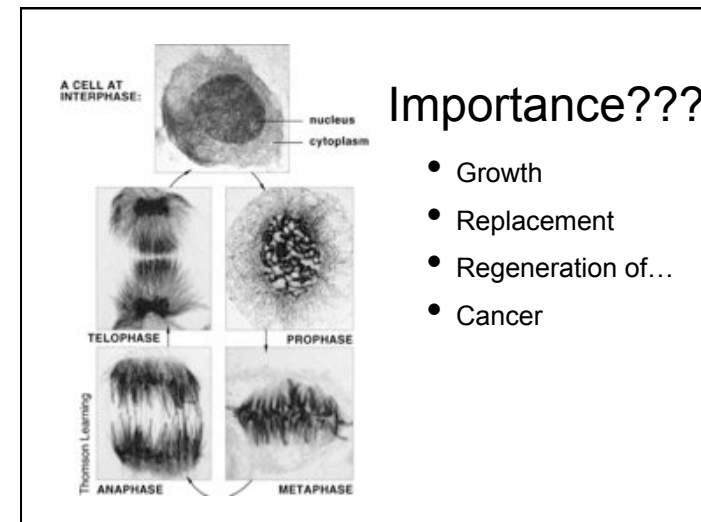 A CELL AT
INTERPHASE:
nucleus
cytoplasm
TELOPHASE
PROPHASE
ANAPHASE
METAPHASE
Thomson Learning
Importance???
• Growth
• Replacement
• Regeneration of…
• Cancer